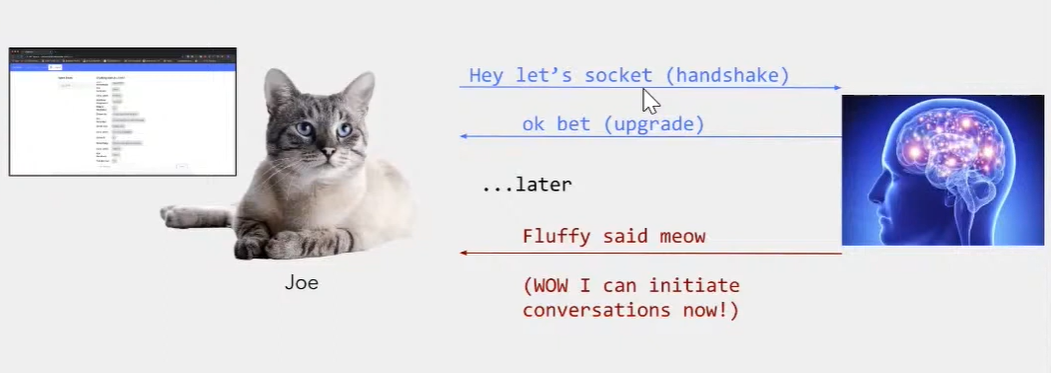 Hey let's socket (handshake)
ok bet (upgrade)
...later
Fluffy said meow
(WOW I can initiate
conversations now!)
Joe